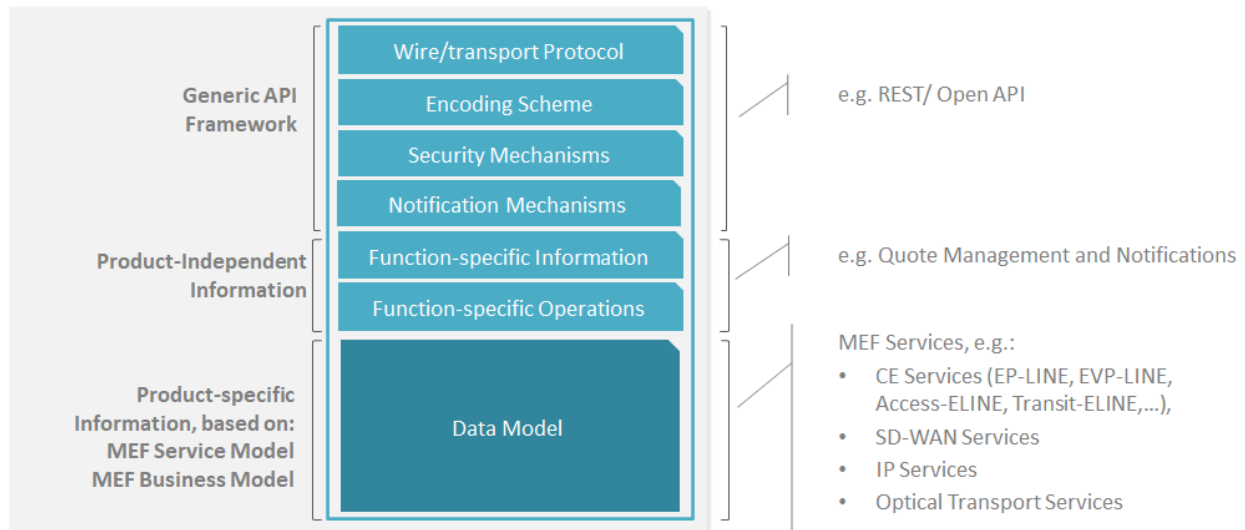 Generic API
Framework
Wire/transport Protocol
Encoding Scheme
Security Mechanisms
Notification Mechanisms
e.g. REST/ Open API
Product-Independent
Information
Function-specific Information
Function-specific Operations
e.g. Quote Management and Notifications
Product-specific
Information, based on:
MEF Service Model
MEF Business Model
Data Model
MEF Services, e.g.:
• CE Services (EP-LINE, EVP-LINE,
Access-ELINE, Transit-ELINE,...),
• SD-WAN Services
• IP Services
• Optical Transport Services